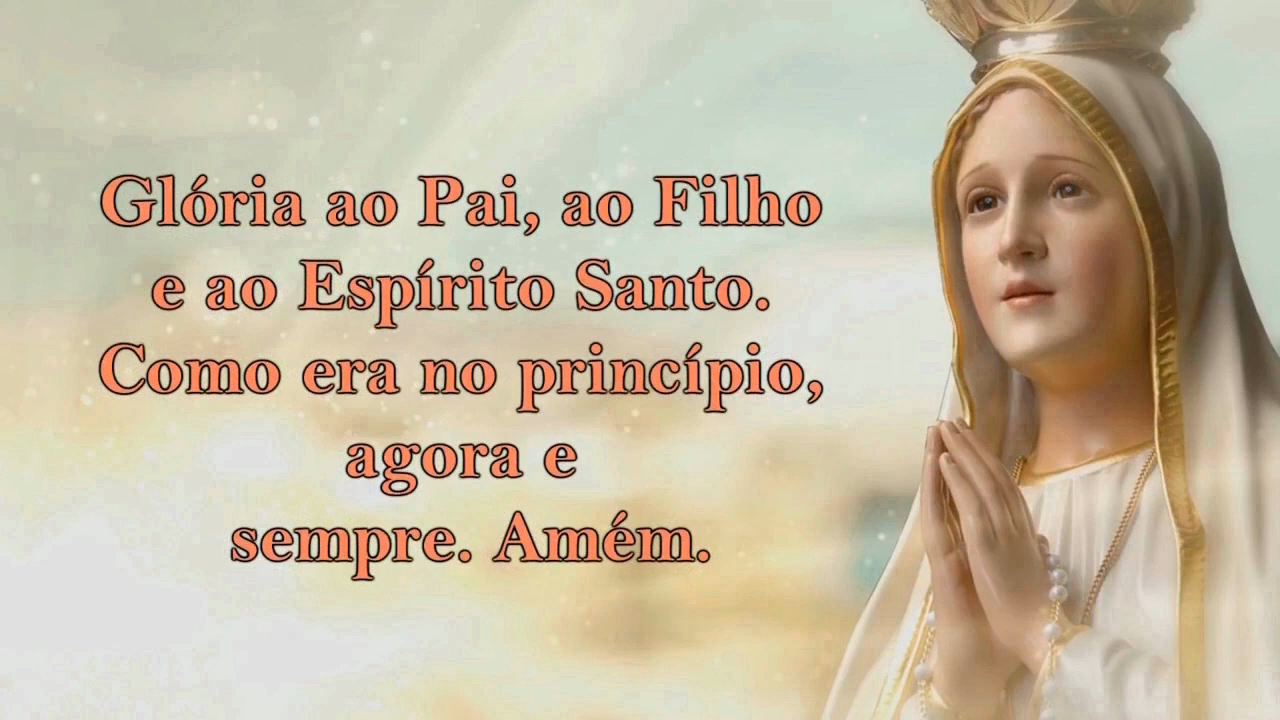 Glória ao Pai, ao Filho
e ao Espírito Santo.
Como era no princípio,
agora e
sempre. Amém.